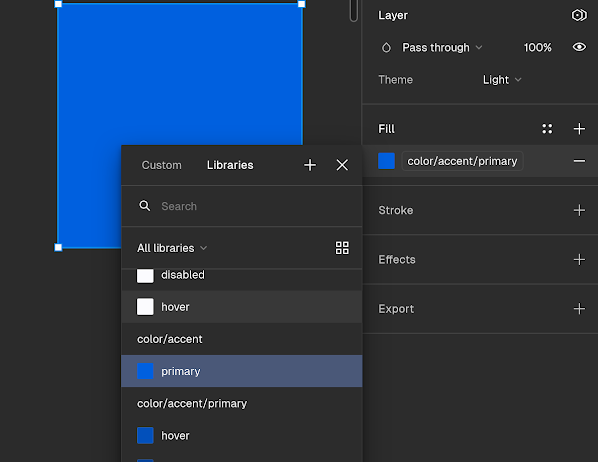 Layer
Pass through 100%
Theme Light
Fill
color/accent/primary
Stroke
Effects
Export
Custom Libraries
Search
All libraries
disabled
hover
color/accent
primary
color/accent/primary
hover